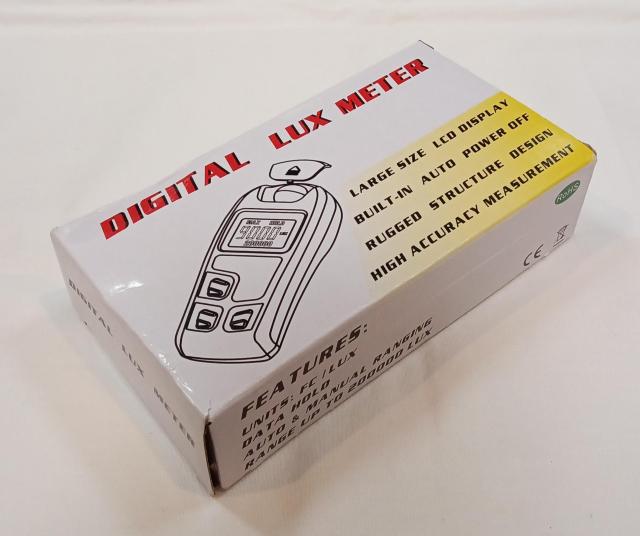 DIGITAL LUX METER
LARGE SIZE LCD DISPLAY
BUILT-IN AUTO POWER OFF
RUGGED STRUCTURE DESIGN
HIGH ACCURACY MEASUREMENT
MAX HOLD
9000
200000
RoHS
CE
FEATURES:
UNITS: FC/LUX
DATA HOLD
AUTO & MANUAL RANGING
RANGE UP TO 200000 LUX
DIGITAL LUX METER